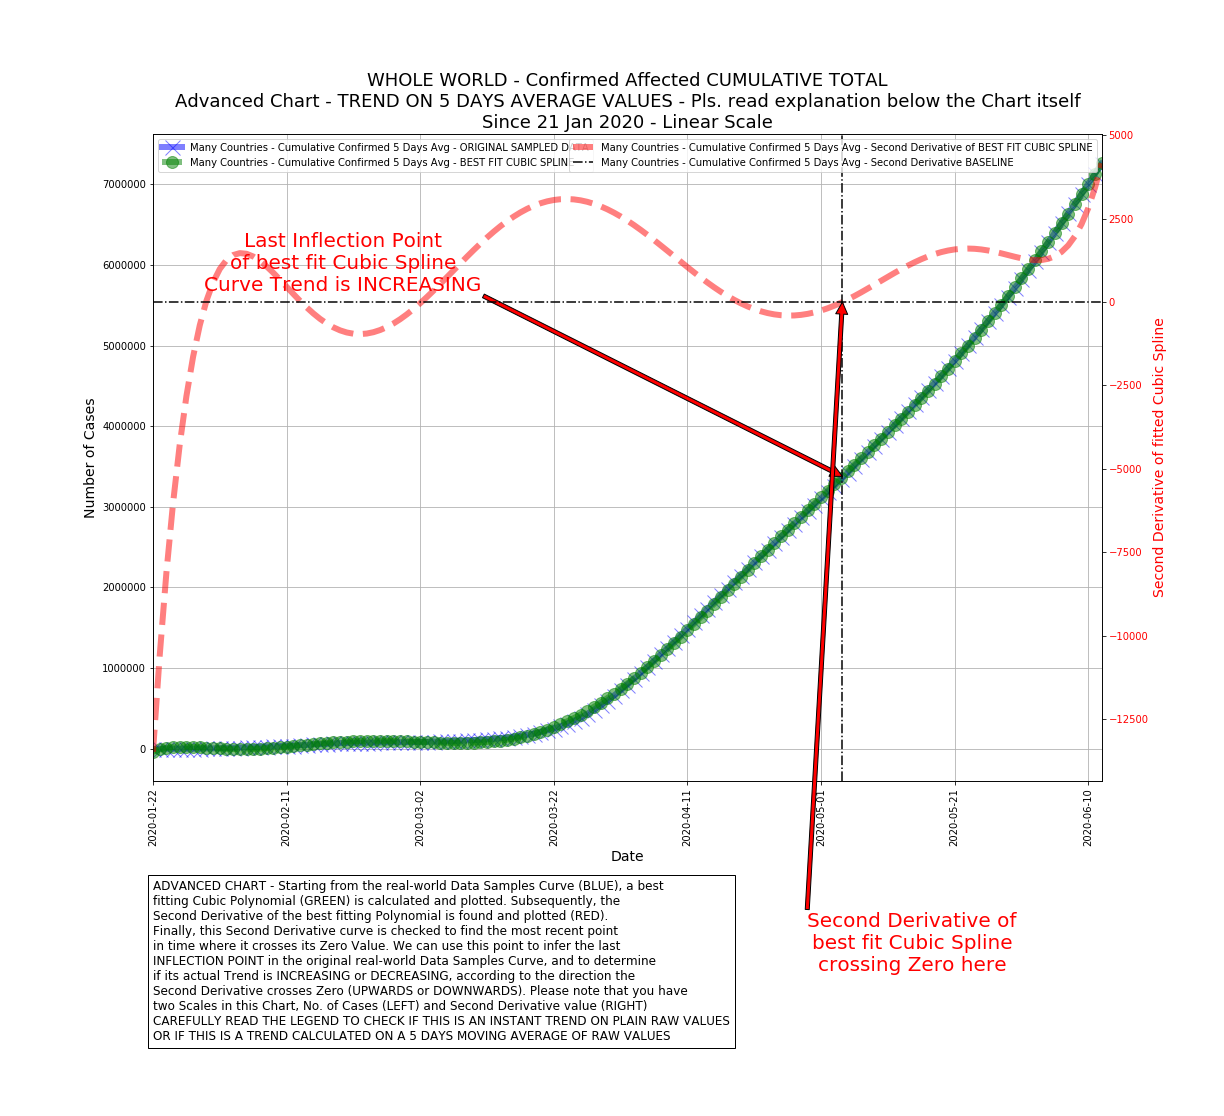 WHOLE WORLD - Confirmed Affected CUMULATIVE TOTAL
Advanced Chart - TREND ON 5 DAYS AVERAGE VALUES - Pls. read explanation below the Chart itself
Since 21 Jan 2020 - Linear Scale
Many Countries - Cumulative Confirmed 5 Days Avg - ORIGINAL SAMPLED DATA
Many Countries - Cumulative Confirmed 5 Days Avg - BEST FIT CUBIC SPLINE
Many Countries - Cumulative Confirmed 5 Days Avg - Second Derivative of BEST FIT CUBIC SPLINE
Many Countries - Cumulative Confirmed 5 Days Avg - Second Derivative BASELINE
Last Inflection Point
of best fit Cubic Spline
Curve Trend is INCREASING
7000000
6000000
5000000
4000000
3000000
2000000
1000000
0
Number of Cases
5000
2500
0
−2500
−5000
−7500
−10000
−12500
Second Derivative of fitted Cubic Spline
2020-01-22
2020-02-11
2020-03-02
2020-03-22
2020-04-11
2020-05-01
2020-05-21
2020-06-10
Date
Second Derivative of
best fit Cubic Spline
crossing Zero here
ADVANCED CHART - Starting from the real-world Data Samples Curve (BLUE), a best
fitting Cubic Polynomial (GREEN) is calculated and plotted. Subsequently, the
Second Derivative of the best fitting Polynomial is found and plotted (RED).
Finally, this Second Derivative curve is checked to find the most recent point
in time where it crosses its Zero Value. We can use this point to infer the last
INFLECTION POINT in the original real-world Data Samples Curve, and to determine
if its actual Trend is INCREASING or DECREASING, according to the direction the
Second Derivative crosses Zero (UPWARDS or DOWNWARDS). Please note that you have
two Scales in this Chart, No. of Cases (LEFT) and Second Derivative value (RIGHT)
CAREFULLY READ THE LEGEND TO CHECK IF THIS IS AN INSTANT TREND ON PLAIN RAW VALUES
OR IF THIS IS A TREND CALCULATED ON A 5 DAYS MOVING AVERAGE OF RAW VALUES